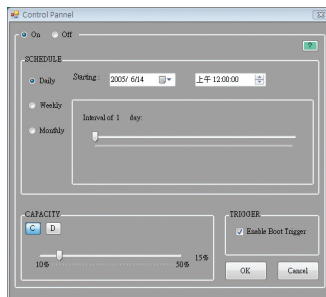 Control Pannel
On Off
?
SCHEDULE
Daily Starting : 2005/ 6/14 上午 12:00:00
Weekly
Monthly
Interval of 1 day:
CAPACITY
C D
15%
10% 50%
TRIGGER
Enable Boot Trigger
OK Cancel